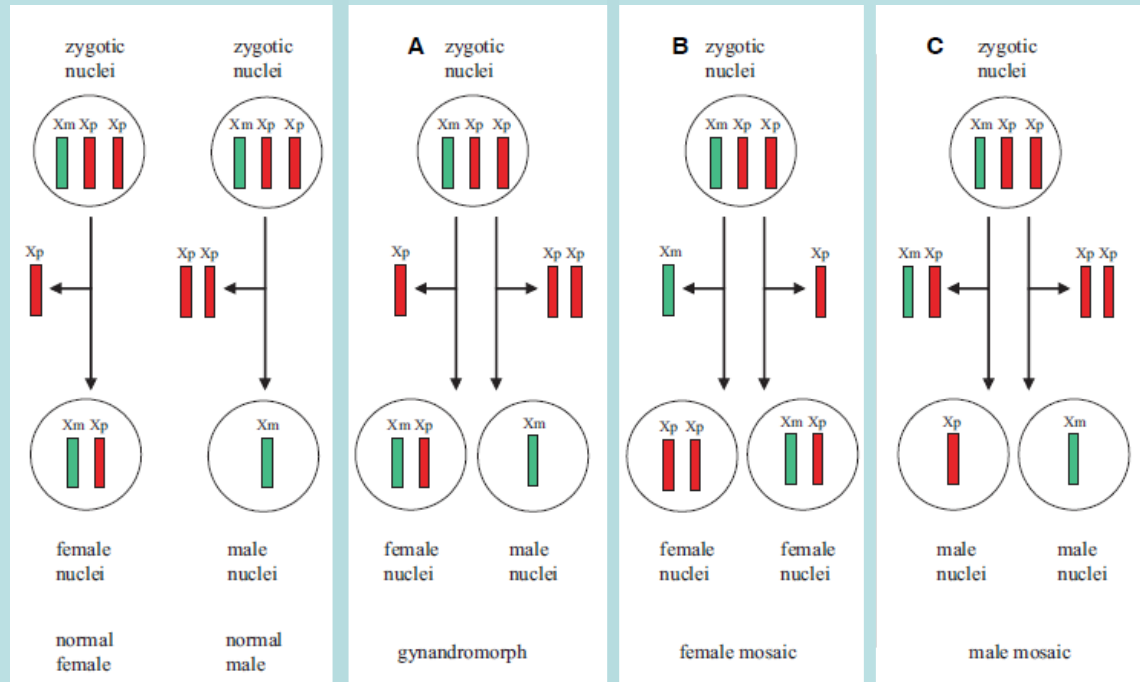 zygotic
nuclei
Xm Xp Xp
Xp
Xm Xp
female
nuclei
normal
female
zygotic
nuclei
Xm Xp Xp
Xp Xp
Xm
male
nuclei
normal
male
A zygotic
nuclei
Xm Xp Xp
Xp
Xp Xp
Xm Xp
Xm
female
nuclei
male
nuclei
gynandromorph
B zygotic
nuclei
Xm Xp Xp
Xm
Xp
Xp Xp
Xm Xp
female
nuclei
female
nuclei
female mosaic
C zygotic
nuclei
Xm Xp Xp
Xm Xp
Xp Xp
Xp
Xm
male
nuclei
male
nuclei
male mosaic